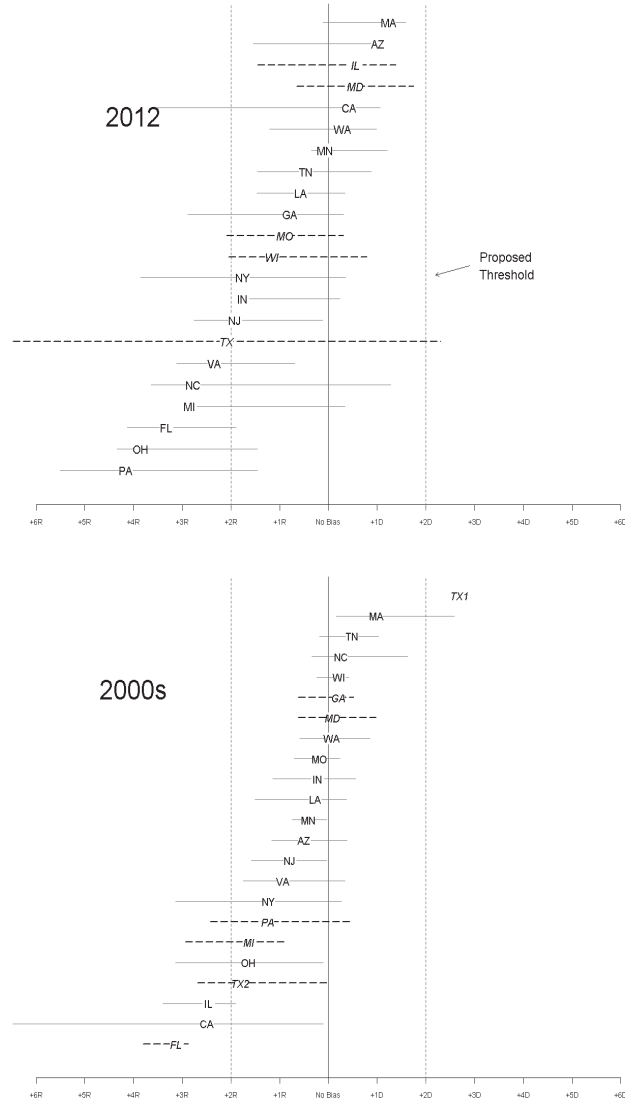 MA
AZ
IL
MD
CA
2012
WA
MN
TN
LA
GA
MO
WI
Proposed
Threshold
NY
IN
NJ
TX
VA
NC
MI
FL
OH
PA
+6R +5R +4R +3R +2R +1R No Bias +1D +2D +3D +4D +5D +6D
TX1
MA
TN
NC
WI
2000s
GA
MD
WA
MO
IN
LA
MN
AZ
NJ
VA
NY
PA
MI
OH
TX2
IL
CA
FL
+6R +5R +4R +3R +2R +1R No Bias +1D +2D +3D +4D +5D +6D